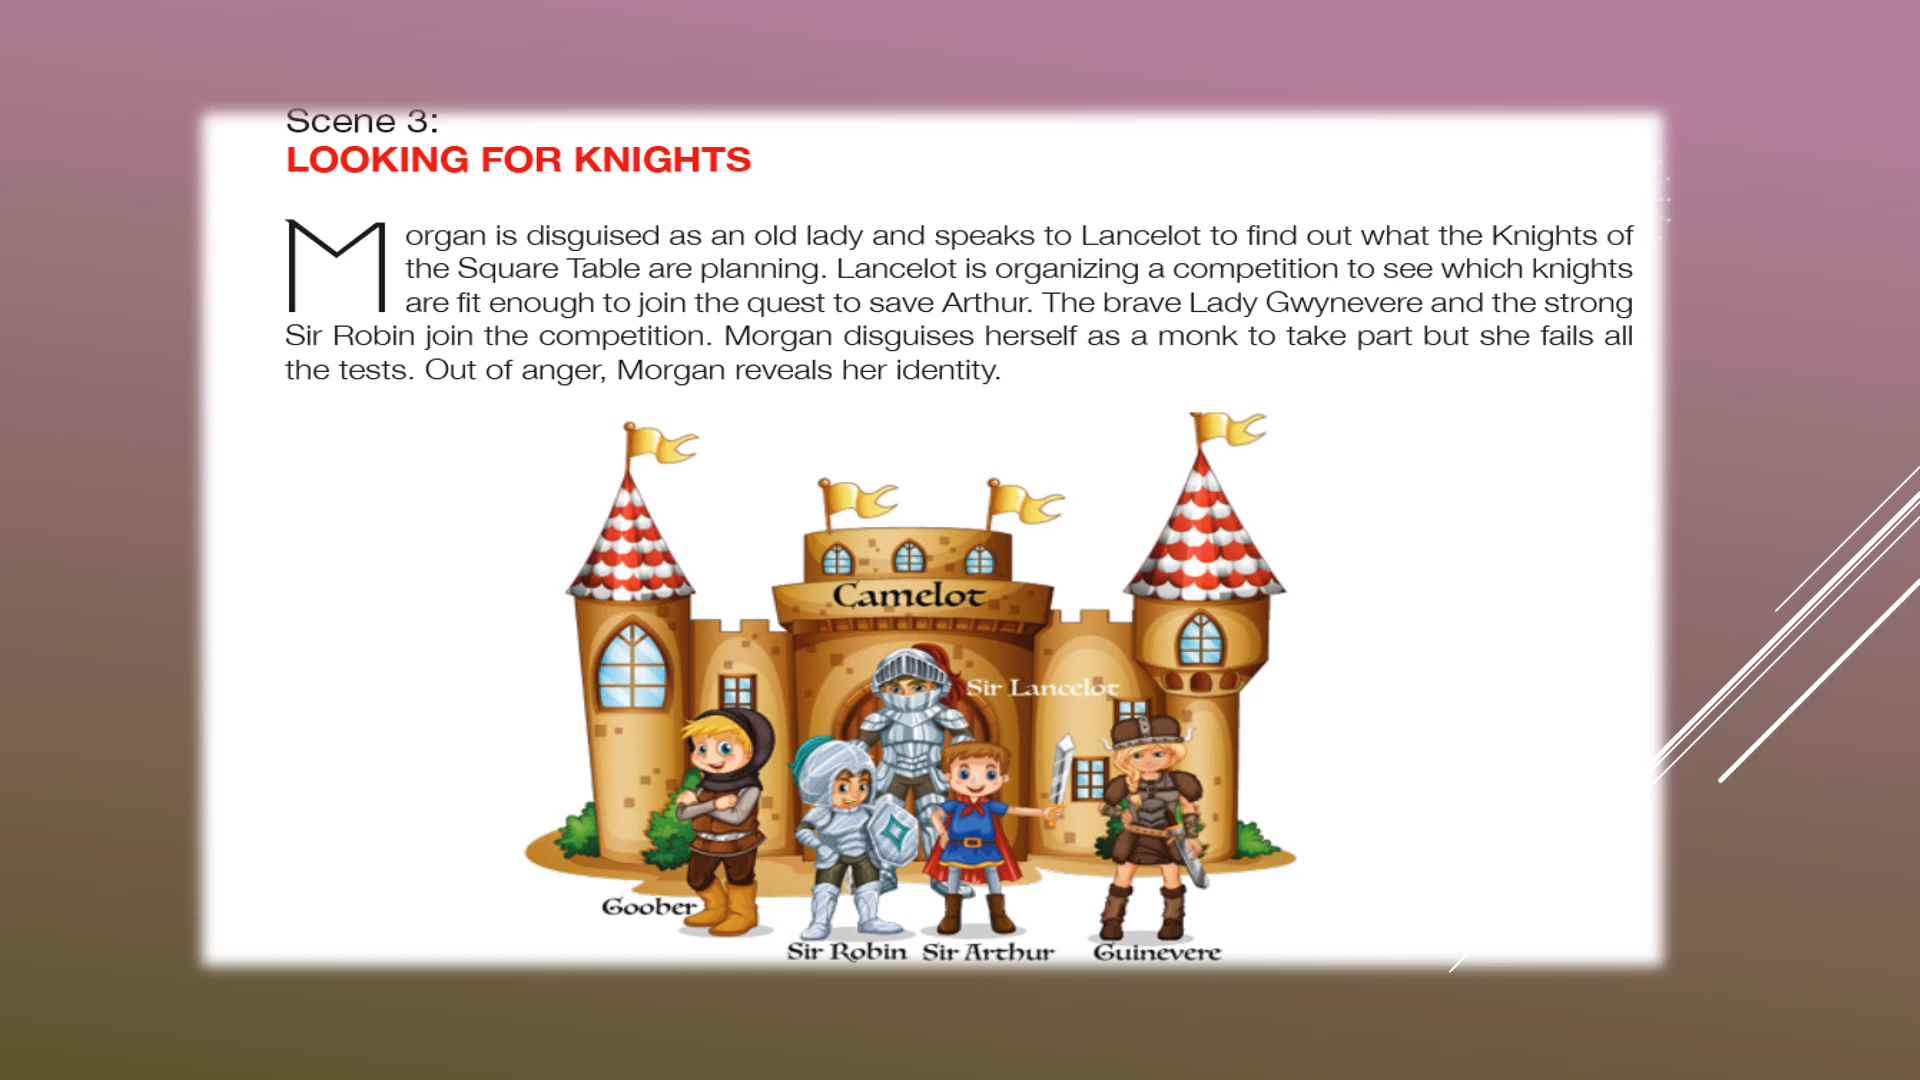 Scene 3:
LOOKING FOR KNIGHTS
Morgan is disguised as an old lady and speaks to Lancelot to find out what the Knights of
the Square Table are planning. Lancelot is organizing a competition to see which knights
are fit enough to join the quest to save Arthur. The brave Lady Gwynevere and the strong
Sir Robin join the competition. Morgan disguises herself as a monk to take part but she fails all
the tests. Out of anger, Morgan reveals her identity.
Camelot
Sir Lancelot
Goober
Sir Robin Sir Arthur Guinevere